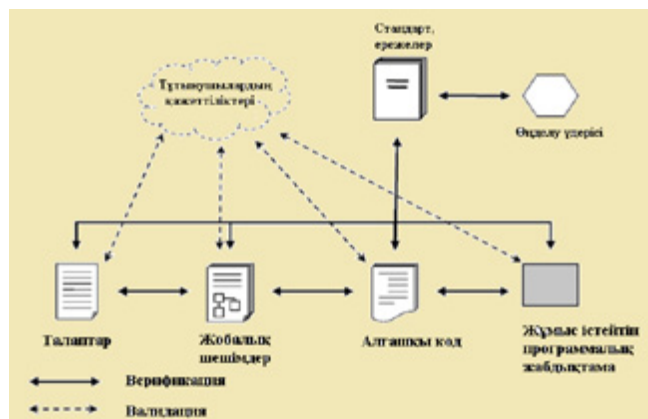 Стандарт,
ережелер
Тұтынушылардың
қажеттіліктері
Өңделу үдерісі
Талаптар
Жобалық
шешімдер
Алғашқы код
Жұмыс істейтін
программалық
жабдықтама
Верификация
Валидация